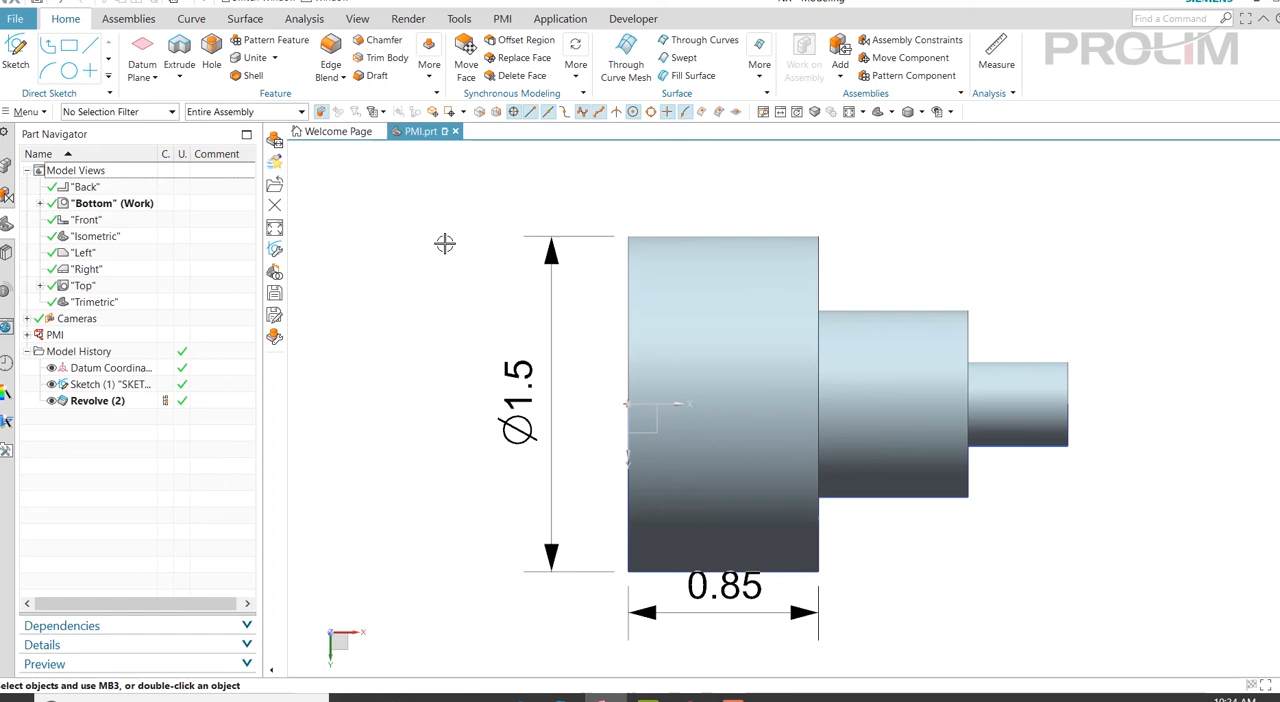 SIEMENS
File Home Assemblies Curve Surface Analysis View Render Tools PMI Application Developer Find a Command
PROLIM
Sketch Datum Plane Extrude Hole Pattern Feature Unite Shell Edge Blend Chamfer Trim Body Draft More Move Face Offset Region Replace Face Delete Face More Through Curve Mesh Through Curves Swept Fill Surface More Work on Assembly Add Assembly Constraints Move Component Pattern Component Measure
Direct Sketch Feature Synchronous Modeling Surface Assemblies Analysis
Menu No Selection Filter Entire Assembly
Part Navigator Welcome Page PMI.prt
Name C. U. Comment
Model Views
"Back"
"Bottom" (Work)
"Front"
"Isometric"
"Left"
"Right"
"Top"
"Trimetric"
Cameras
PMI
Model History
Datum Coordina...
Sketch (1) "SKET...
Revolve (2)
Ø1.5
X
Y
0.85
X
Y
Dependencies
Details
Preview
elect objects and use MB3, or double-click an object